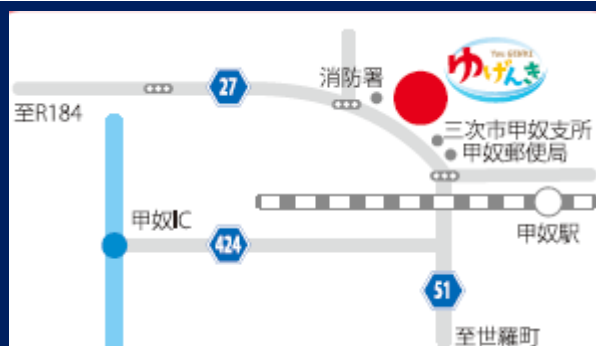 You GENKI
ゆげんき
消防署
27
至R184
三次市甲奴支所
甲奴郵便局
甲奴IC
424
甲奴駅
51
至世羅町